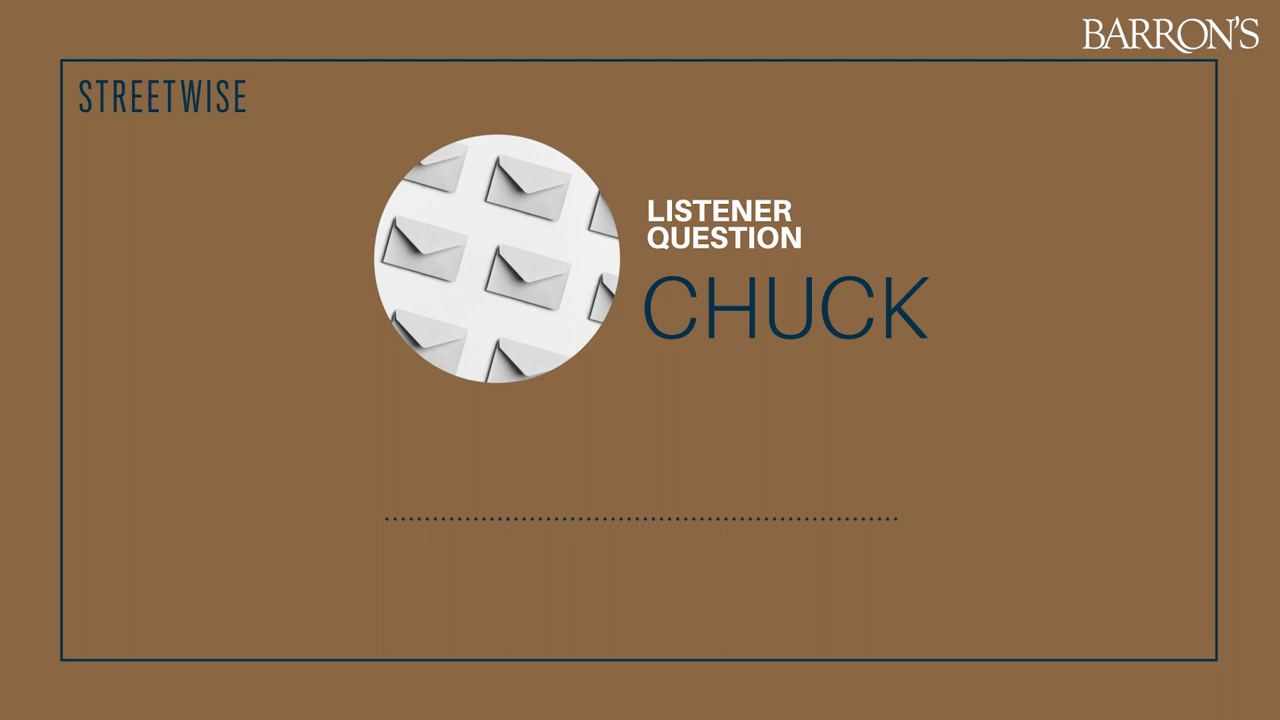 BARRON'S
STREETWISE
LISTENER
QUESTION
CHUCK